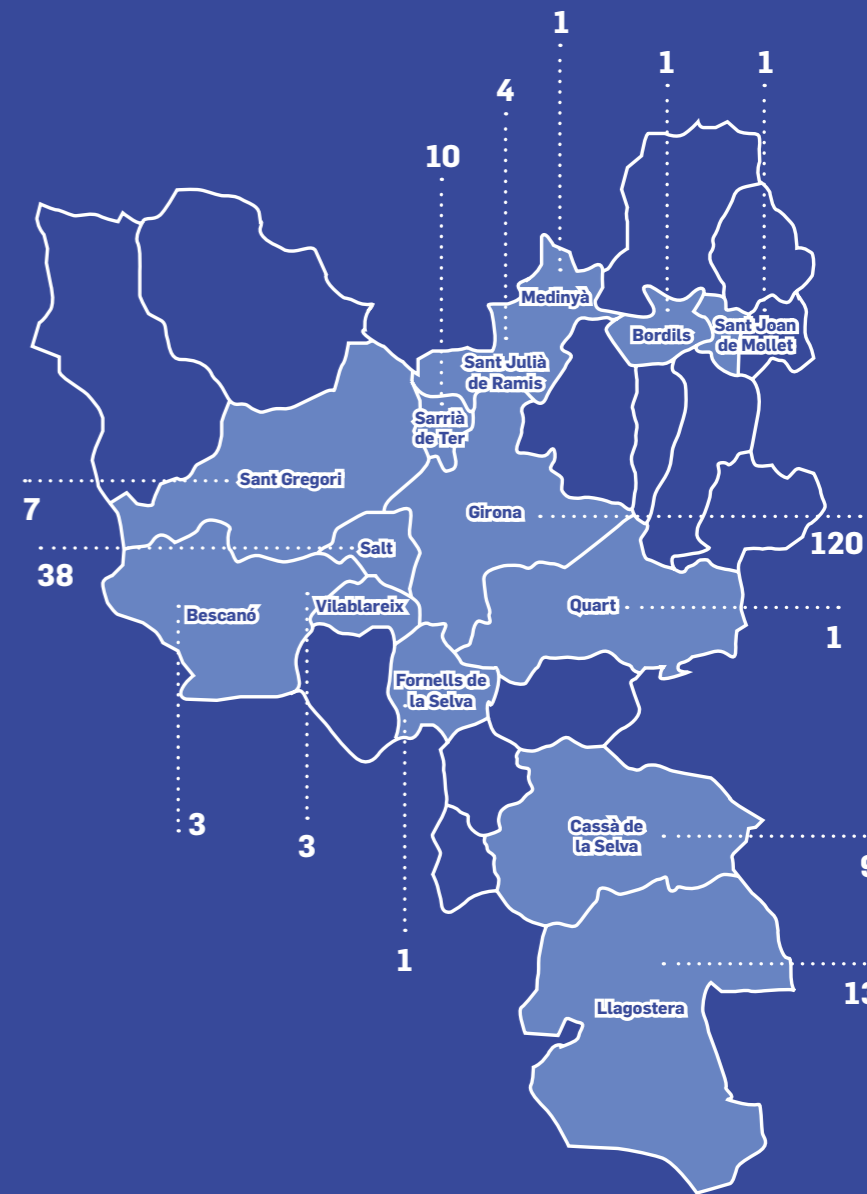 1
1
1
4
10
Medinyà
Bordils
Sant Joan
de Mollet
Sant Julià
de Ramis
Sarrià
de Ter
Sant Gregori
7
Girona
120
Salt
38
Vilablareix
Bescanó
Quart
1
Fornells de
la Selva
3
3
Cassà de
la Selva
9
1
13
Llagostera